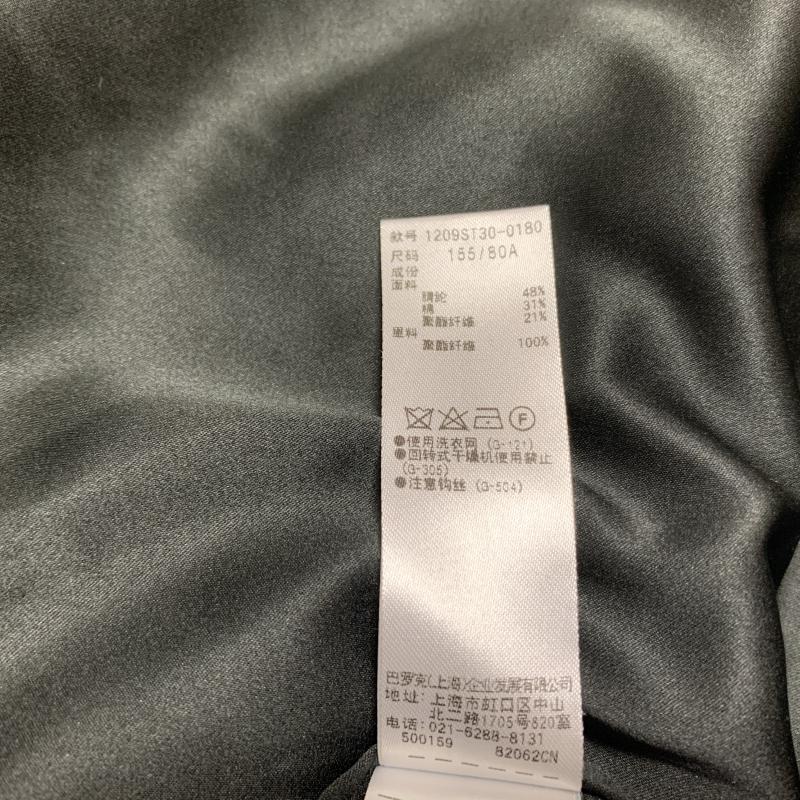 款号 1209ST30-0180
尺码 155/80A
成份
面料
腈纶 48%
棉 31%
聚酯纤维 21%
里料
聚酯纤维 100%
F
●使用洗衣网 (G-121)
●回转式干燥机使用禁止
(G-305)
●注意钩丝 (G-504)
巴罗克(上海)企业发展有限公司
地址: 上海市虹口区中山
北二路1705号820室
电话: 021-6288-8131
500159 82062CN